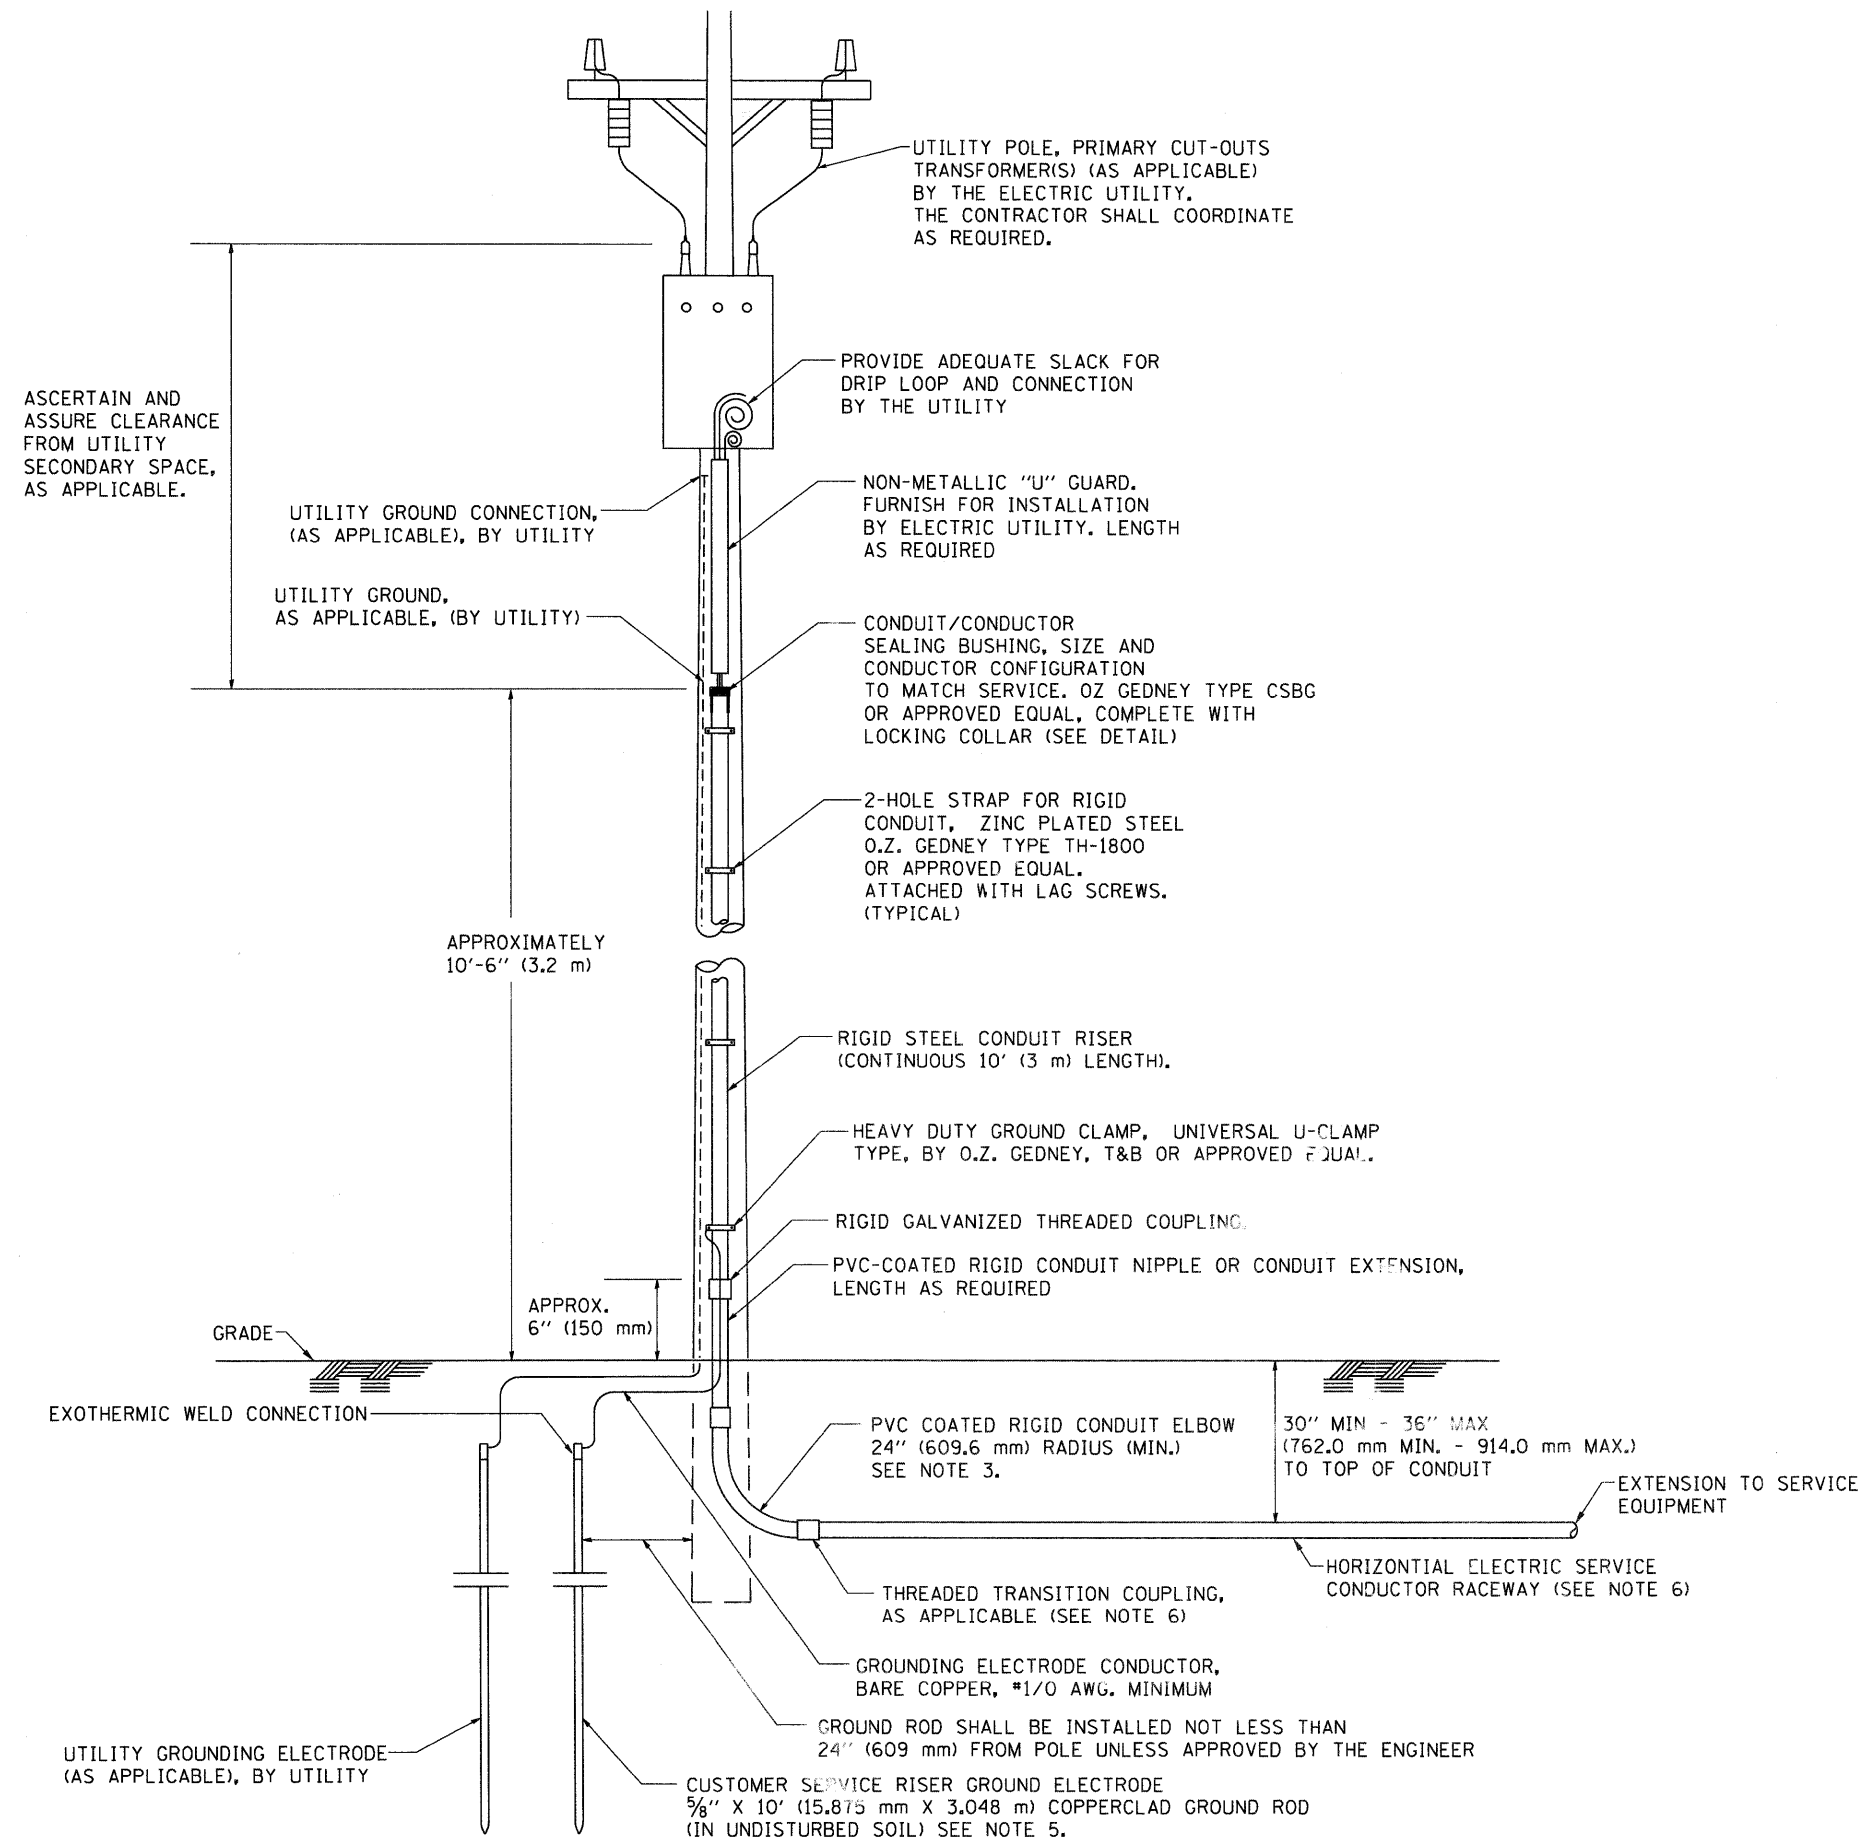 UTILITY POLE, PRIMARY CUT-OUTS
TRANSFORMER(S) (AS APPLICABLE)
BY THE ELECTRIC UTILITY.
THE CONTRACTOR SHALL COORDINATE
AS REQUIRED.
PROVIDE ADEQUATE SLACK FOR
DRIP LOOP AND CONNECTION
BY THE UTILITY
ASCERTAIN AND
ASSURE CLEARANCE
FROM UTILITY
SECONDARY SPACE,
AS APPLICABLE.
NON-METALLIC "U" GUARD.
FURNISH FOR INSTALLATION
BY ELECTRIC UTILITY. LENGTH
AS REQUIRED
UTILITY GROUND CONNECTION,
(AS APPLICABLE), BY UTILITY
UTILITY GROUND,
AS APPLICABLE, (BY UTILITY)
CONDUIT/CONDUCTOR
SEALING BUSHING, SIZE AND
CONDUCTOR CONFIGURATION
TO MATCH SERVICE. OZ GEDNEY TYPE CSBG
OR APPROVED EQUAL, COMPLETE WITH
LOCKING COLLAR (SEE DETAIL)
2-HOLE STRAP FOR RIGID
CONDUIT, ZINC PLATED STEEL
O.Z. GEDNEY TYPE TH-1800
OR APPROVED EQUAL.
ATTACHED WITH LAG SCREWS.
(TYPICAL)
APPROXIMATELY
10'-6" (3.2 m)
RIGID STEEL CONDUIT RISER
(CONTINUOUS 10' (3 m) LENGTH).
HEAVY DUTY GROUND CLAMP, UNIVERSAL U-CLAMP
TYPE, BY O.Z. GEDNEY, T&B OR APPROVED EQUAL.
RIGID GALVANIZED THREADED COUPLING.
PVC-COATED RIGID CONDUIT NIPPLE OR CONDUIT EXTENSION,
LENGTH AS REQUIRED
APPROX.
6" (150 mm)
GRADE
EXOTHERMIC WELD CONNECTION
PVC COATED RIGID CONDUIT ELBOW
24" (609.6 mm) RADIUS (MIN.)
SEE NOTE 3.
30" MIN - 36" MAX
(762.0 mm MIN. - 914.0 mm MAX.)
TO TOP OF CONDUIT
EXTENSION TO SERVICE
EQUIPMENT
HORIZONTIAL ELECTRIC SERVICE
CONDUCTOR RACEWAY (SEE NOTE 6)
THREADED TRANSITION COUPLING,
AS APPLICABLE (SEE NOTE 6)
GROUNDING ELECTRODE CONDUCTOR,
BARE COPPER, #1/0 AWG. MINIMUM
GROUND ROD SHALL BE INSTALLED NOT LESS THAN
24" (609 mm) FROM POLE UNLESS APPROVED BY THE ENGINEER
UTILITY GROUNDING ELECTRODE
(AS APPLICABLE), BY UTILITY
CUSTOMER SERVICE RISER GROUND ELECTRODE
5/8" X 10' (15.875 mm X 3.048 m) COPPERCLAD GROUND ROD
(IN UNDISTURBED SOIL) SEE NOTE 5.